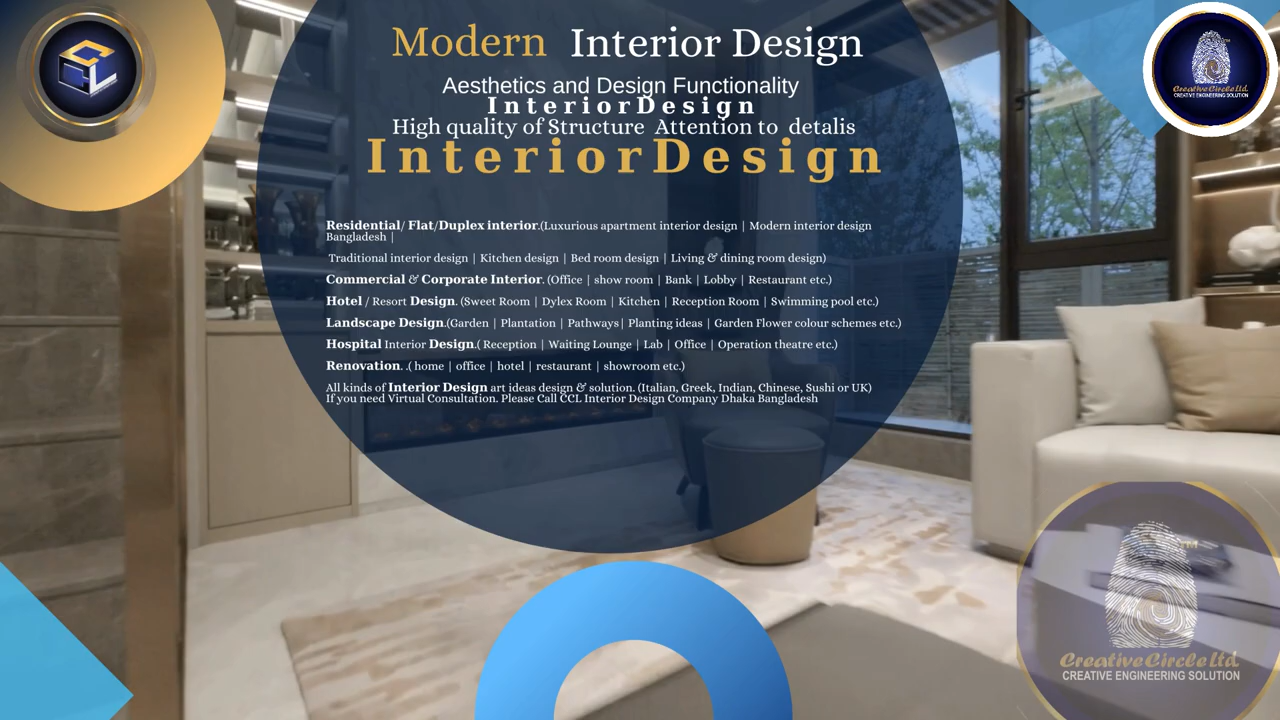 Modern Interior Design
Aesthetics and Design Functionality
InteriorDesign
High quality of Structure Attention to detalis
InteriorDesign
Residential/ Flat/Duplex interior.(Luxurious apartment interior design | Modern interior design
Bangladesh |
Traditional interior design | Kitchen design | Bed room design | Living & dining room design)
Commercial & Corporate Interior. (Office | show room | Bank | Lobby | Restaurant etc.)
Hotel / Resort Design. (Sweet Room | Dylex Room | Kitchen | Reception Room | Swimming pool etc.)
Landscape Design.(Garden | Plantation | Pathways| Planting ideas | Garden Flower colour schemes etc.)
Hospital Interior Design.( Reception | Waiting Lounge | Lab | Office | Operation theatre etc.)
Renovation. .( home | office | hotel | restaurant | showroom etc.)
All kinds of Interior Design art ideas design & solution. (Italian, Greek, Indian, Chinese, Sushi or UK)
If you need Virtual Consultation. Please Call CCL Interior Design Company Dhaka Bangladesh
CCL
Creative Circle Ltd
CREATIVE ENGINEERING SOLUTION
TM
Creative Circle Ltd.
CREATIVE ENGINEERING SOLUTION